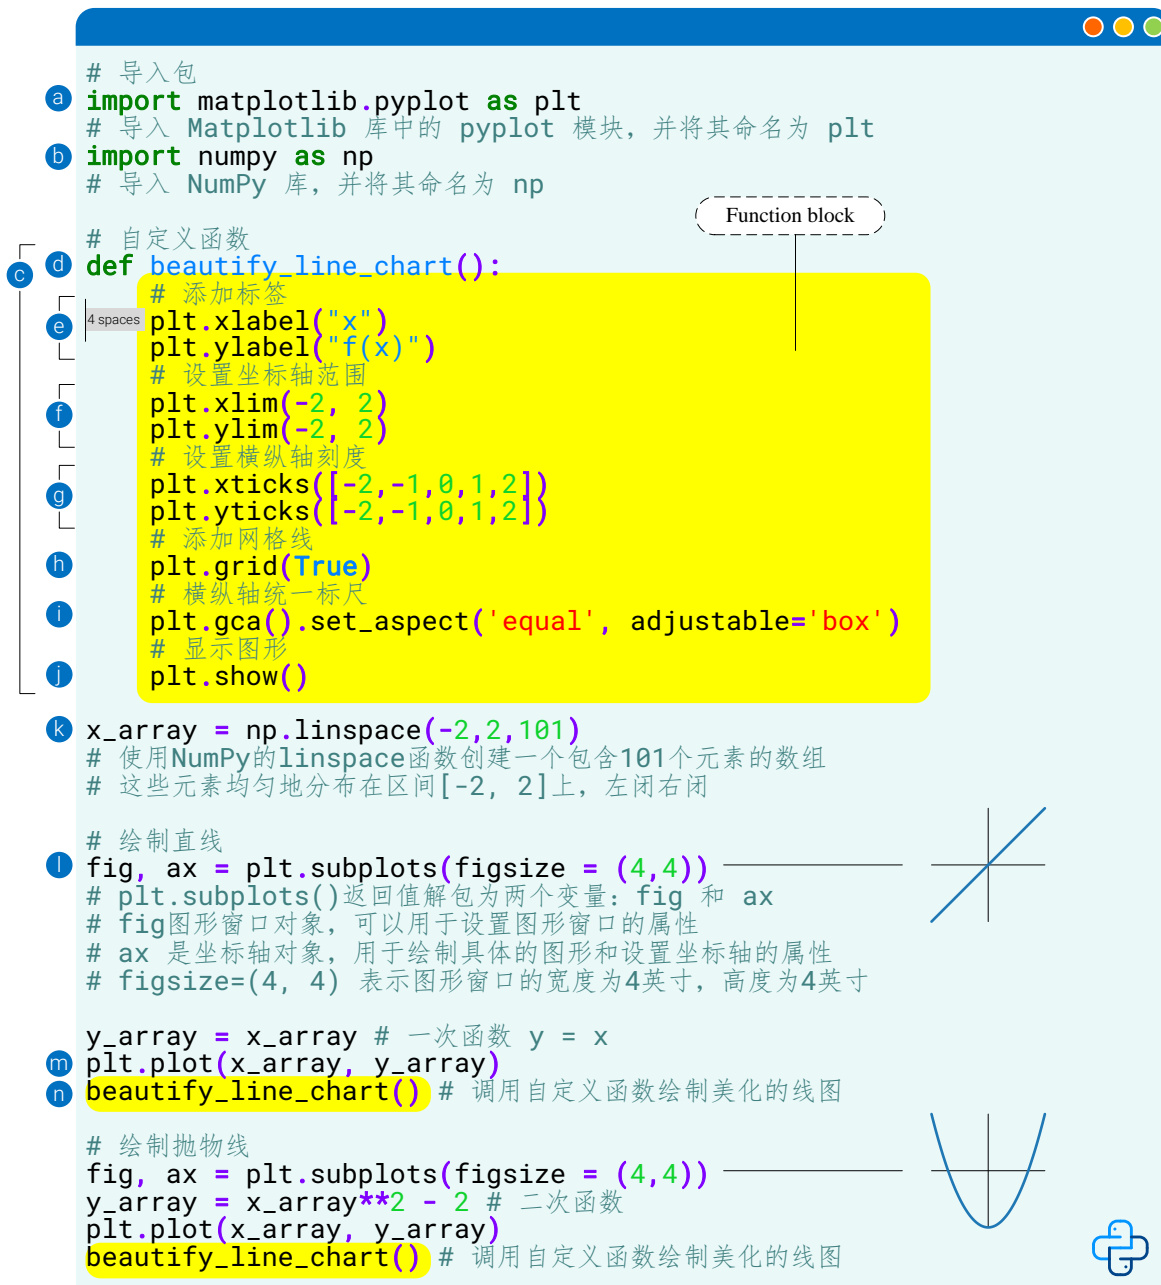 # 导入包
a import matplotlib.pyplot as plt
# 导入 Matplotlib 库中的 pyplot 模块，并将其命名为 plt
b import numpy as np
# 导入 NumPy 库，并将其命名为 np
Function block
# 自定义函数
c
d def beautify_line_chart():
# 添加标签
e 4 spaces plt.xlabel("x")
plt.ylabel("f(x)")
# 设置坐标轴范围
f plt.xlim(-2, 2)
plt.ylim(-2, 2)
# 设置横纵轴刻度
g plt.xticks([-2,-1,0,1,2])
plt.yticks([-2,-1,0,1,2])
# 添加网格线
h plt.grid(True)
# 横纵轴统一标尺
i plt.gca().set_aspect('equal', adjustable='box')
# 显示图形
j plt.show()
k x_array = np.linspace(-2,2,101)
# 使用NumPy的linspace函数创建一个包含101个元素的数组
# 这些元素均匀地分布在区间[-2, 2]上，左闭右闭
# 绘制直线
l fig, ax = plt.subplots(figsize = (4,4))
# plt.subplots()返回值解包为两个变量：fig 和 ax
# fig图形窗口对象，可以用于设置图形窗口的属性
# ax 是坐标轴对象，用于绘制具体的图形和设置坐标轴的属性
# figsize=(4, 4) 表示图形窗口的宽度为4英寸，高度为4英寸
y_array = x_array # 一次函数 y = x
m plt.plot(x_array, y_array)
n beautify_line_chart() # 调用自定义函数绘制美化的线图
# 绘制抛物线
fig, ax = plt.subplots(figsize = (4,4))
y_array = x_array**2 - 2 # 二次函数
plt.plot(x_array, y_array)
beautify_line_chart() # 调用自定义函数绘制美化的线图